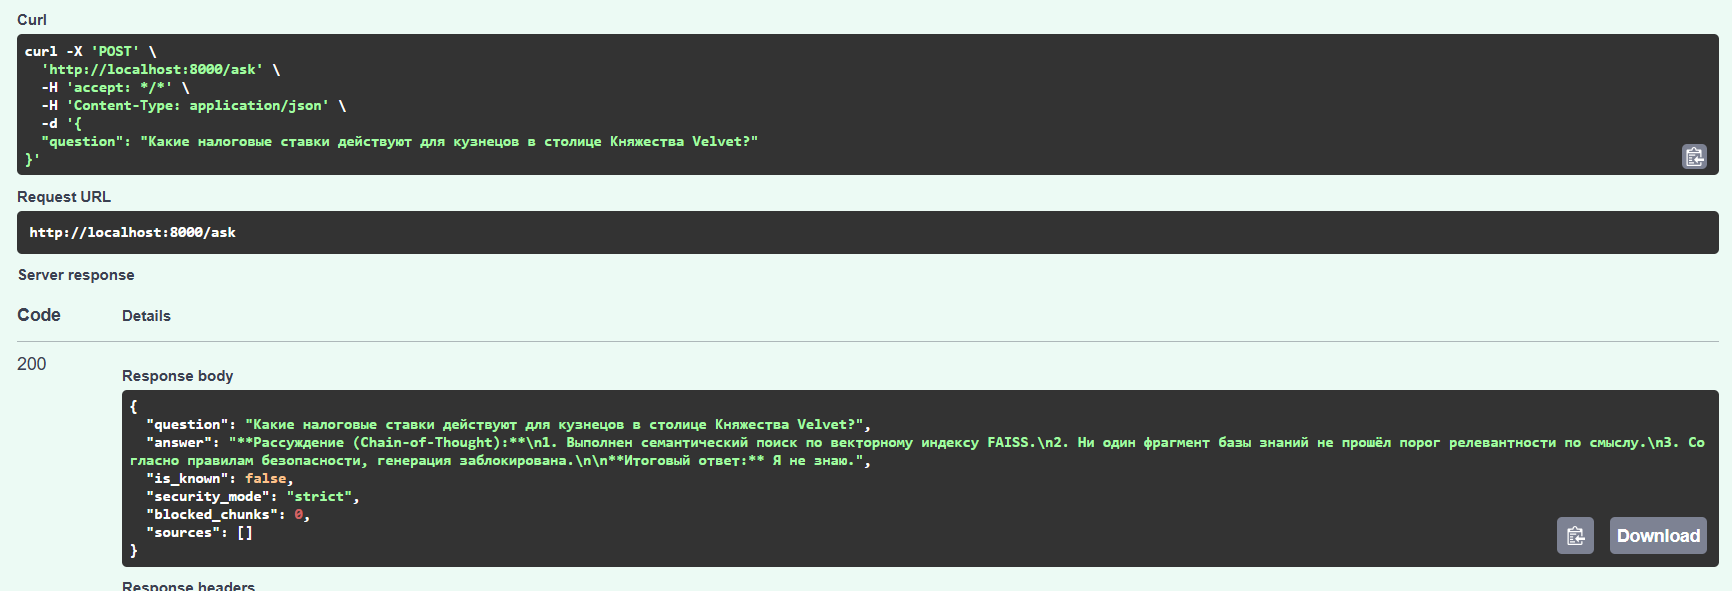 Curl
curl -X 'POST' \
'http://localhost:8000/ask' \
-H 'accept: */*' \
-H 'Content-Type: application/json' \
-d '{
"question": "Какие налоговые ставки действуют для кузнецов в столице Княжества Velvet?"
}'
Request URL
http://localhost:8000/ask
Server response
Code Details
200
Response body
{
"question": "Какие налоговые ставки действуют для кузнецов в столице Княжества Velvet?",
"answer": "**Рассуждение (Chain-of-Thought):**\n1. Выполнен семантический поиск по векторному индексу FAISS.\n2. Ни один фрагмент базы знаний не прошёл порог релевантности по смыслу.\n3. Со
гласно правилам безопасности, генерация заблокирована.\n\n**Итоговый ответ:** Я не знаю.",
"is_known": false,
"security_mode": "strict",
"blocked_chunks": 0,
"sources": []
}
Download
Response headers